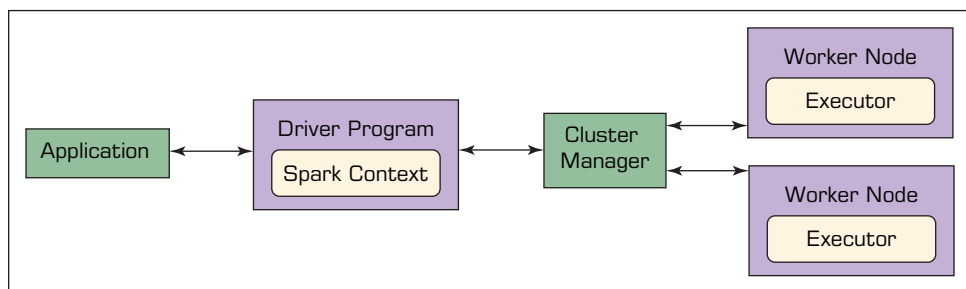 Application
Driver Program
Spark Context
Cluster
Manager
Worker Node
Executor
Worker Node
Executor